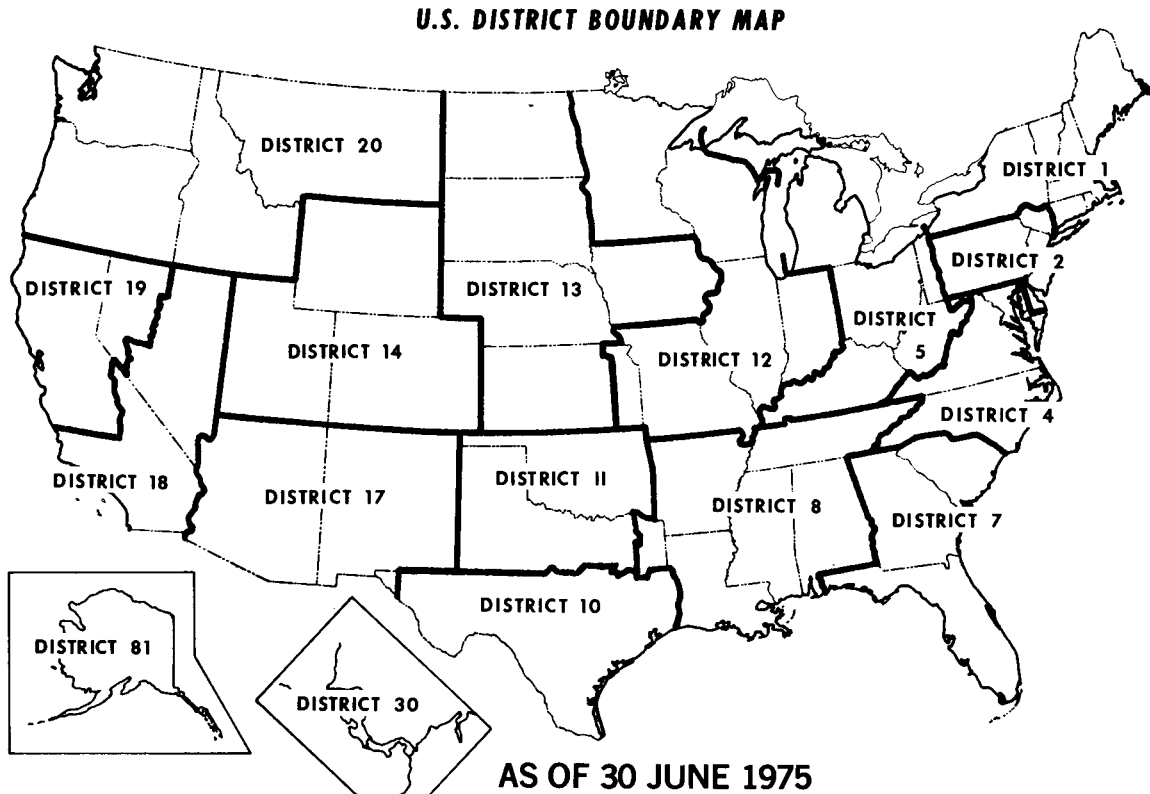 U.S. DISTRICT BOUNDARY MAP
DISTRICT 20
DISTRICT 1
DISTRICT 2
DISTRICT 19
DISTRICT 13
DISTRICT
5
DISTRICT 14
DISTRICT 12
DISTRICT 4
DISTRICT 18
DISTRICT 17
DISTRICT 11
DISTRICT 8
DISTRICT 7
DISTRICT 10
DISTRICT 81
DISTRICT 30
AS OF 30 JUNE 1975